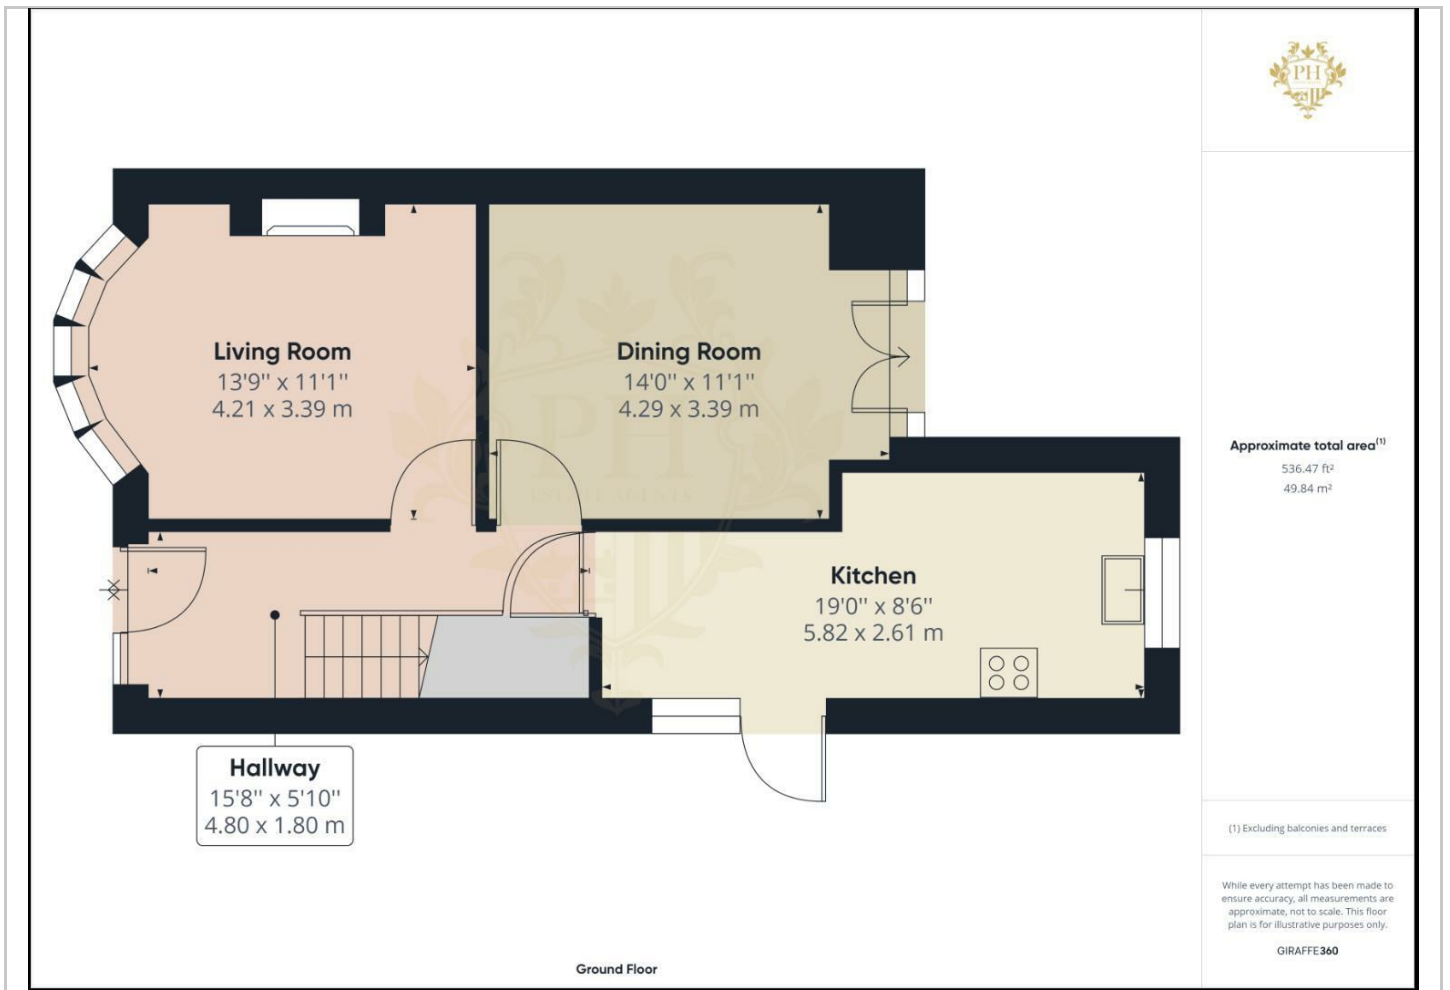 PH
Living Room
13'9'' x 11'1''
4.21 x 3.39 m
Dining Room
14'0'' x 11'1''
4.29 x 3.39 m
PH
ESTATE AGENTS
Kitchen
19'0'' x 8'6''
5.82 x 2.61 m
Hallway
15'8'' x 5'10''
4.80 x 1.80 m
Ground Floor
Approximate total area(1)
536.47 ft²
49.84 m²
(1) Excluding balconies and terraces
While every attempt has been made to
ensure accuracy, all measurements are
approximate, not to scale. This floor
plan is for illustrative purposes only.
GIRAFFE360